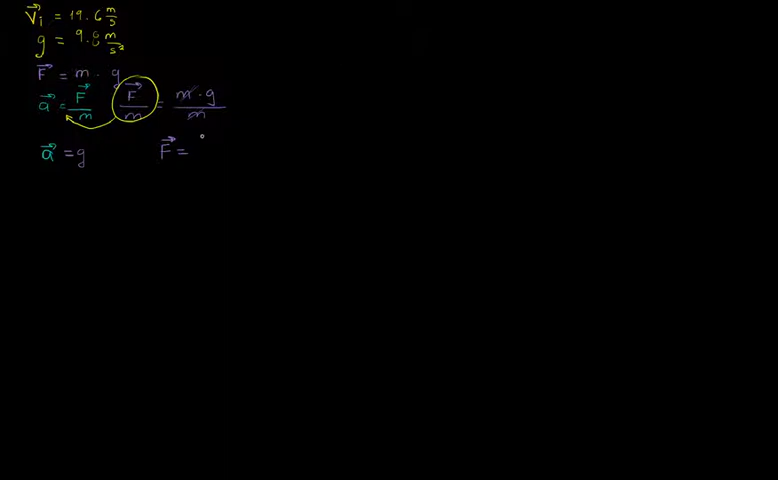 V⃗i = 19.6 m/s
g = 9.8 m/s²
F⃗ = m · g
a⃗ = F⃗/m F⃗/m = m · g/m
a⃗ = g F⃗ =